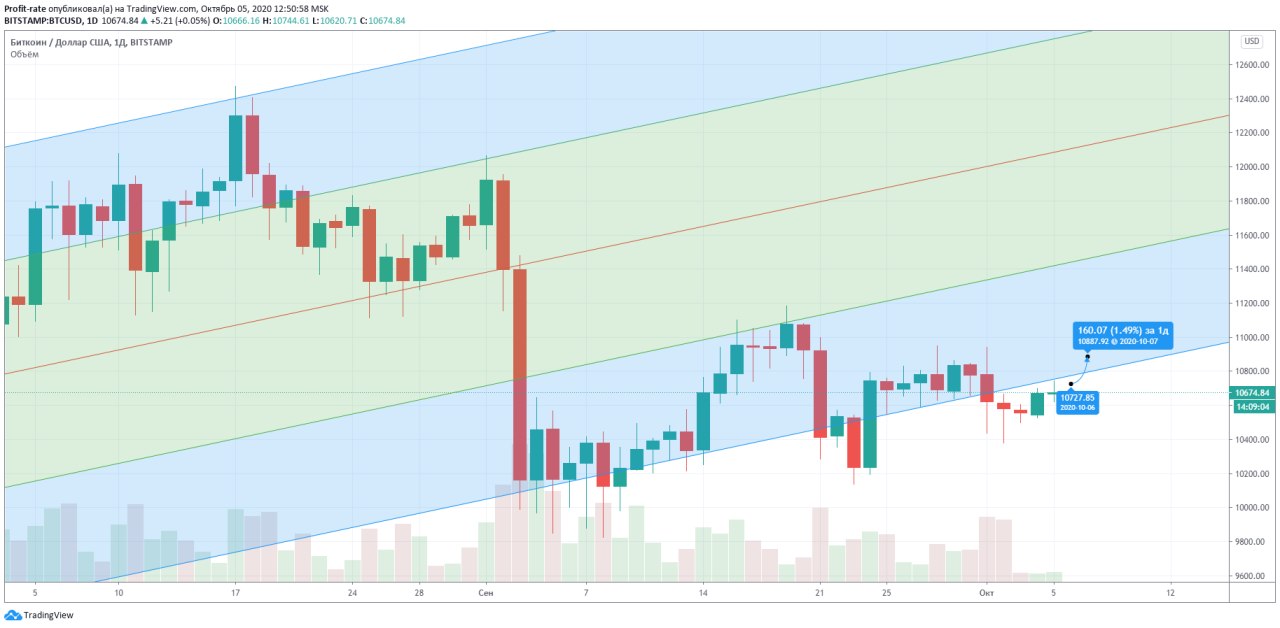 Profit-rate опубликовал(а) на TradingView.com, Октябрь 05, 2020 12:50:58 MSK
BITSTAMP:BTCUSD, 1D 10674.84 ▲ +5.21 (+0.05%) O:10666.16 H:10744.61 L:10620.71 C:10674.84
Биткоин / Доллар США, 1Д, BITSTAMP
Объём
USD
12600.00
12400.00
12200.00
12000.00
11800.00
11600.00
11400.00
11200.00
11000.00
10800.00
10674.84
14:09:04
10400.00
10200.00
10000.00
9800.00
9600.00
160.07 (1.49%) за 1д
10887.92 @ 2020-10-07
10727.85
2020-10-06
5 10 17 24 28 Сен 7 14 21 25 Окт 5 12
TradingView